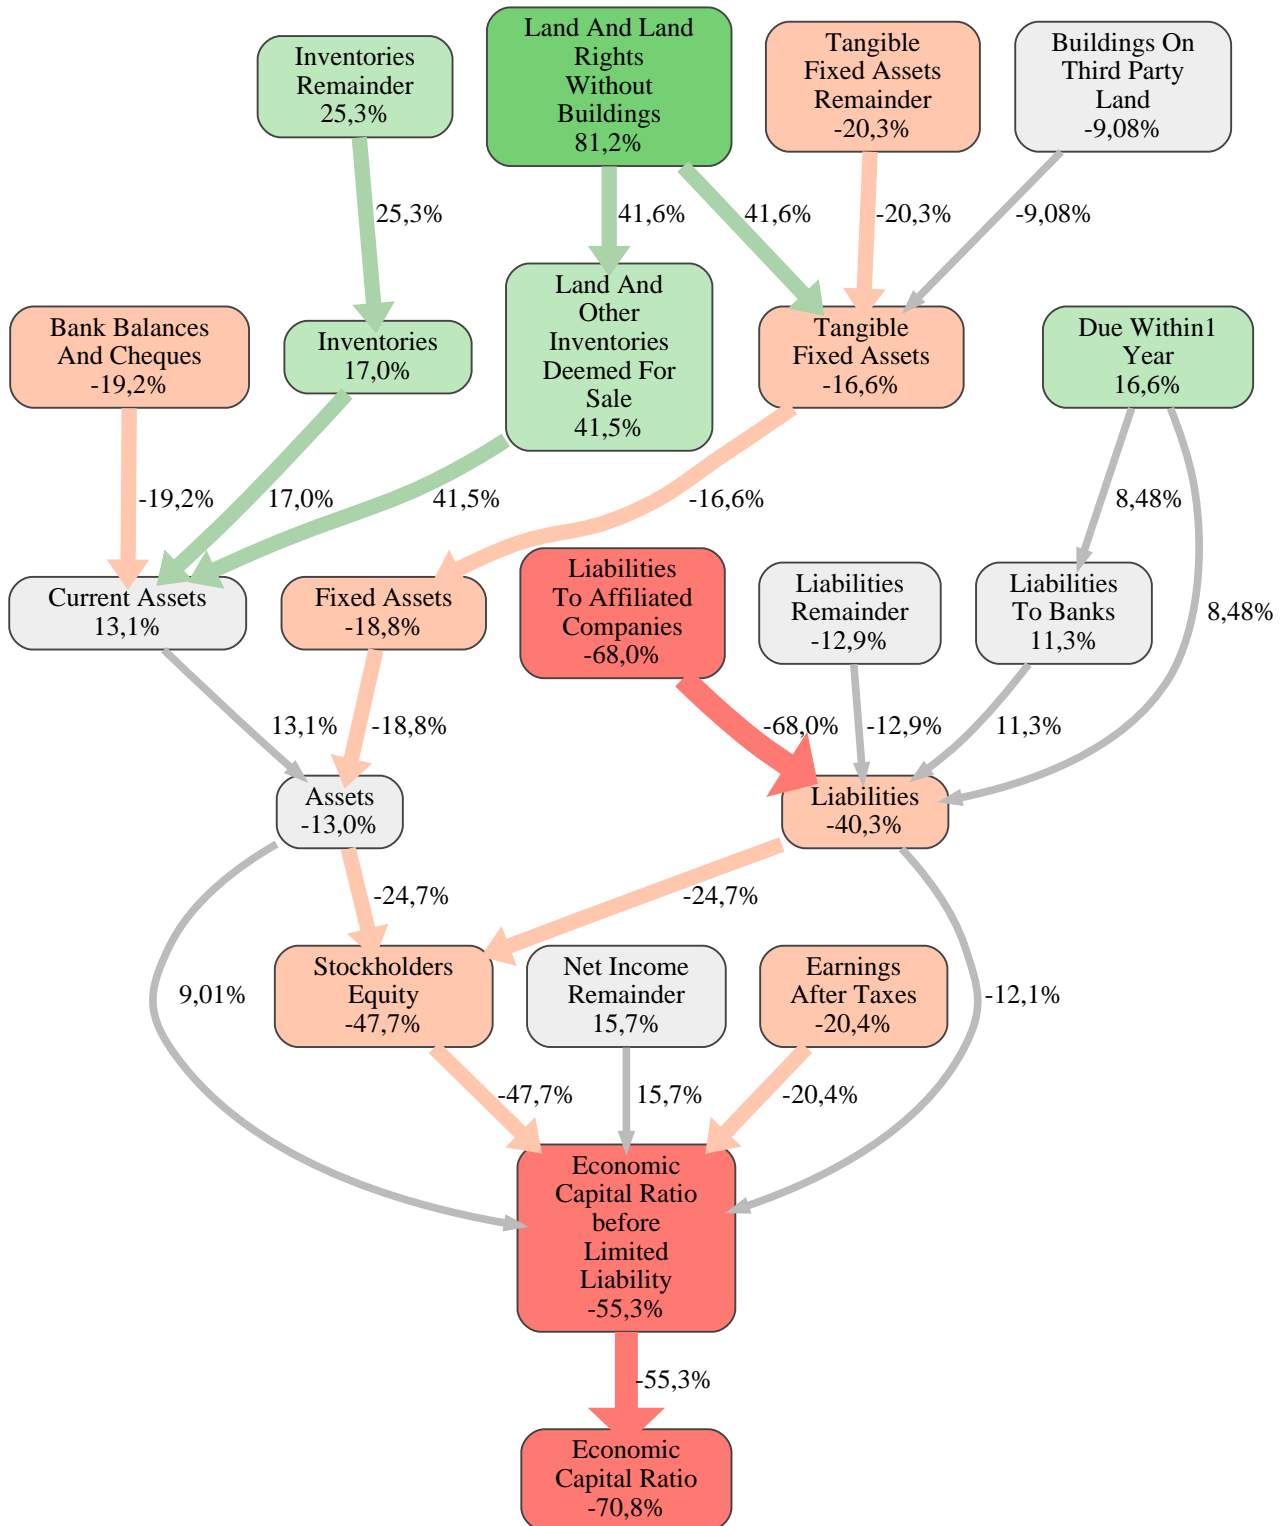 Inventories
Remainder
25,3%
Land And Land
Rights
Without
Buildings
81,2%
Tangible
Fixed Assets
Remainder
-20,3%
Buildings On
Third Party
Land
-9,08%
25,3%
41,6%
41,6%
-20,3%
-9,08%
Bank Balances
And Cheques
-19,2%
Inventories
17,0%
Land And
Other
Inventories
Deemed For
Sale
41,5%
Tangible
Fixed Assets
-16,6%
Due Within1
Year
16,6%
-19,2%
17,0%
41,5%
-16,6%
8,48%
8,48%
Current Assets
13,1%
Fixed Assets
-18,8%
Liabilities
To Affiliated
Companies
-68,0%
Liabilities
Remainder
-12,9%
Liabilities
To Banks
11,3%
13,1%
-18,8%
-68,0%
-12,9%
11,3%
Assets
-13,0%
Liabilities
-40,3%
-24,7%
-24,7%
9,01%
-12,1%
Stockholders
Equity
-47,7%
Net Income
Remainder
15,7%
Earnings
After Taxes
-20,4%
-47,7%
15,7%
-20,4%
Economic
Capital Ratio
before
Limited
Liability
-55,3%
-55,3%
Economic
Capital Ratio
-70,8%